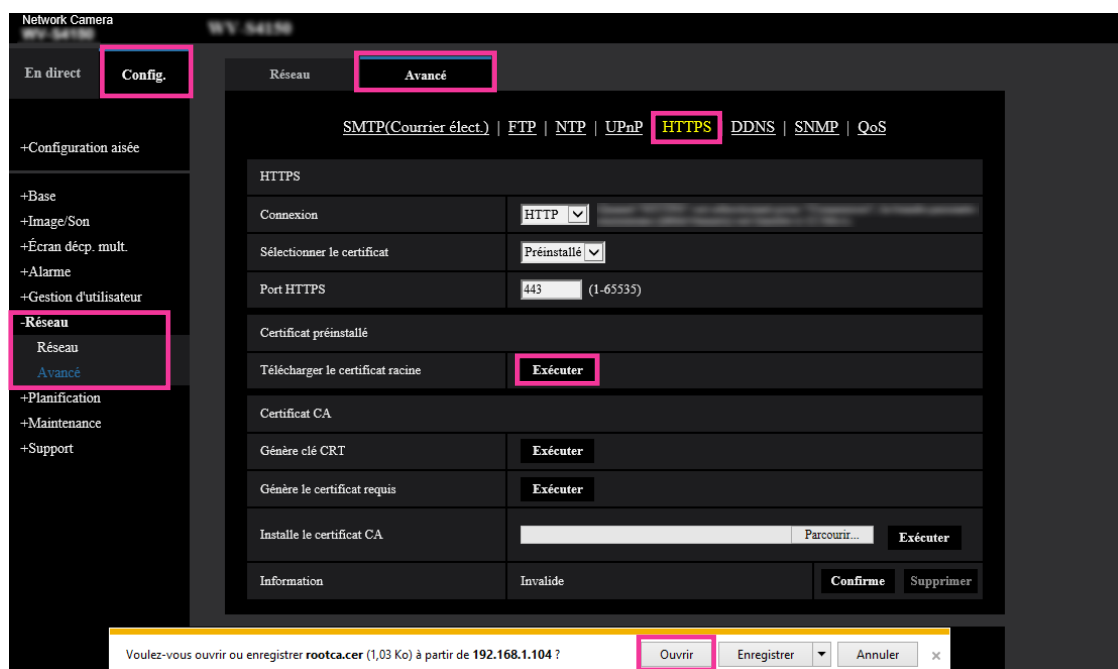 Network Camera
WV-S4150
WV-S4150
En direct
Config.
Réseau
Avancé
SMTP(Courrier élect.) | FTP | NTP | UPnP HTTPS DDNS | SNMP | QoS
+Configuration aisée
+Base
+Image/Son
+Écran décp. mult.
+Alarme
+Gestion d'utilisateur
-Réseau
Réseau
Avancé
+Planification
+Maintenance
+Support
HTTPS
Connexion HTTP
Sélectionner le certificat Préinstallé
Port HTTPS 443 (1-65535)
Certificat préinstallé
Télécharger le certificat racine Exécuter
Certificat CA
Génère clé CRT Exécuter
Génère le certificat requis Exécuter
Installe le certificat CA Parcourir... Exécuter
Information Invalide Confirme Supprimer
Voulez-vous ouvrir ou enregistrer rootca.cer (1,03 Ko) à partir de 192.168.1.104 ? Ouvrir Enregistrer Annuler ×